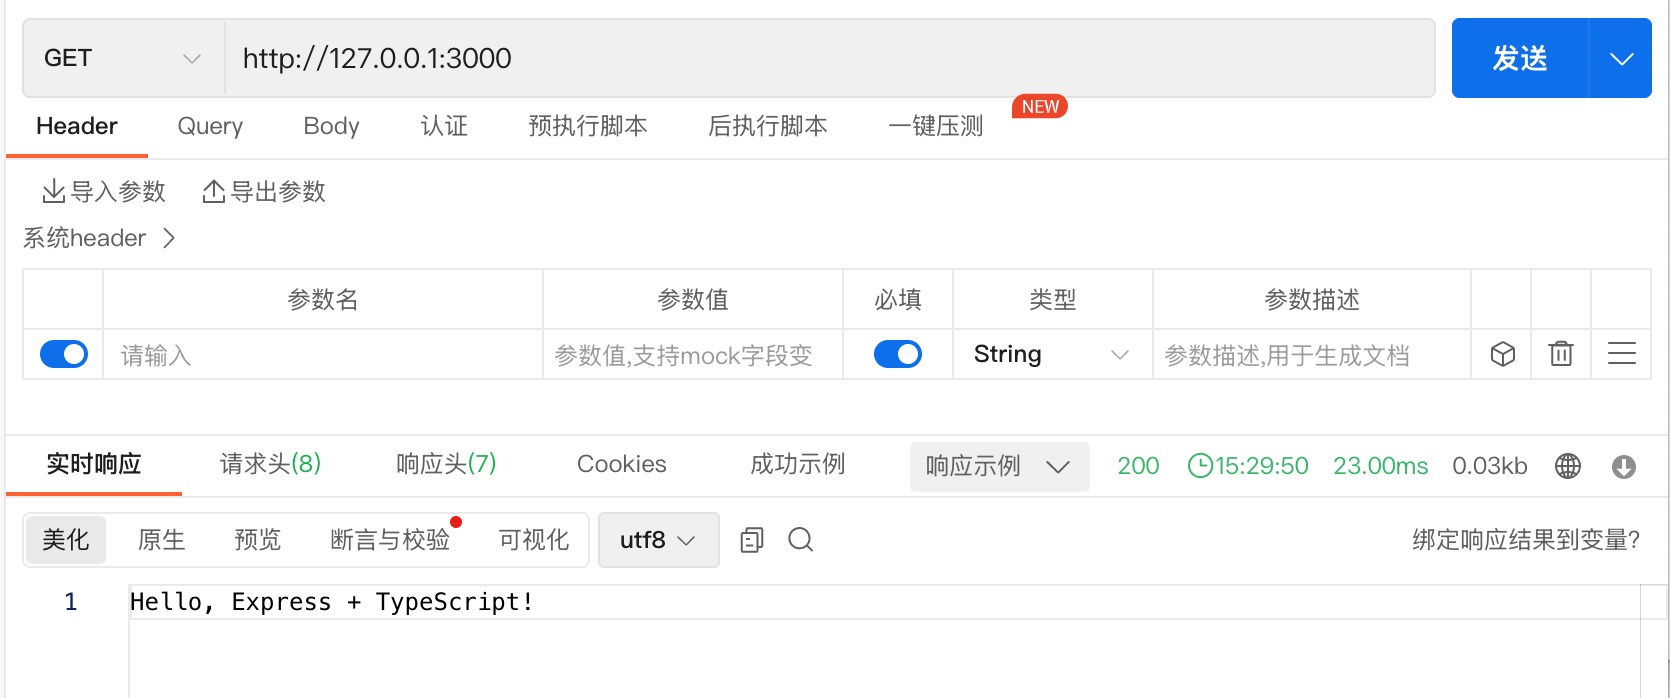 GET http://127.0.0.1:3000 发送
Header Query Body 认证 预执行脚本 后执行脚本 一键压测 NEW
导入参数 导出参数
系统header
参数名 参数值 必填 类型 参数描述
请输入 参数值,支持mock字段变 String 参数描述,用于生成文档
实时响应 请求头(8) 响应头(7) Cookies 成功示例 响应示例 200 15:29:50 23.00ms 0.03kb
美化 原生 预览 断言与校验 可视化 utf8 绑定响应结果到变量?
1 Hello, Express + TypeScript!